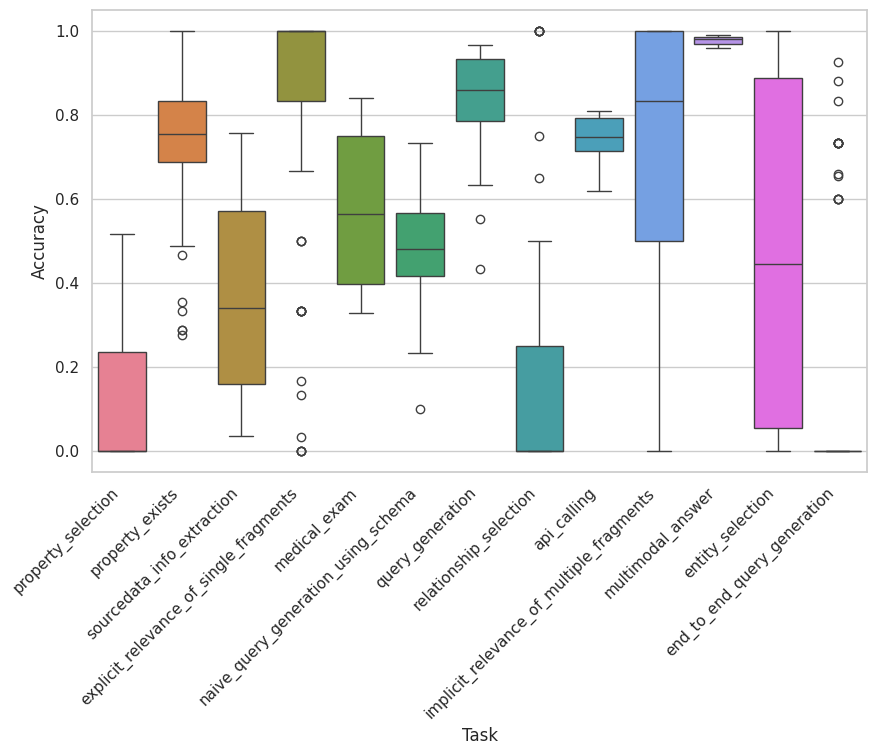 1.0
0.8
0.6
0.4
0.2
0.0
Accuracy
property_selection
property_exists
sourcedata_info_extraction
explicit_relevance_of_single_fragments
medical_exam
naive_query_generation_using_schema
query_generation
relationship_selection
api_calling
implicit_relevance_of_multiple_fragments
multimodal_answer
entity_selection
end_to_end_query_generation
Task